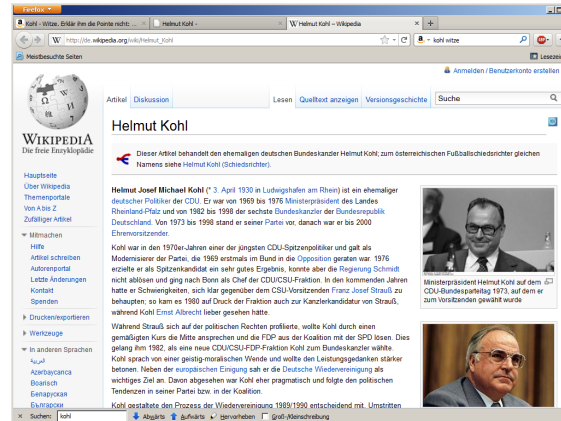 Firefox
Kohl - Witze. Erklär ihm die Pointe nicht: ...
Helmut Kohl -
Helmut Kohl – Wikipedia
http://de.wikipedia.org/wiki/Helmut_Kohl
kohl witze
Meistbesuchte Seiten
Lesezei
Anmelden / Benutzerkonto erstellen
Artikel Diskussion Lesen Quelltext anzeigen Versionsgeschichte Suche
WIKIPEDIA
Die freie Enzyklopädie
Hauptseite
Über Wikipedia
Themenportale
Von A bis Z
Zufälliger Artikel
Mitmachen
Hilfe
Artikel schreiben
Autorenportal
Letzte Änderungen
Kontakt
Spenden
Drucken/exportieren
Werkzeuge
In anderen Sprachen
العربية
Azərbaycanca
Boarisch
Беларуская
Български
Helmut Kohl
Dieser Artikel behandelt den ehemaligen deutschen Bundeskanzler Helmut Kohl; zum österreichischen Fußballschiedsrichter gleichen
Namens siehe Helmut Kohl (Schiedsrichter).
Helmut Josef Michael Kohl (* 3. April 1930 in Ludwigshafen am Rhein) ist ein ehemaliger
deutscher Politiker der CDU. Er war von 1969 bis 1976 Ministerpräsident des Landes
Rheinland-Pfalz und von 1982 bis 1998 der sechste Bundeskanzler der Bundesrepublik
Deutschland. Von 1973 bis 1998 stand er seiner Partei vor, danach war er bis 2000
Ehrenvorsitzender.
Kohl war in den 1970er-Jahren einer der jüngsten CDU-Spitzenpolitiker und galt als
Modernisierer der Partei, die 1969 erstmals im Bund in die Opposition geraten war. 1976
erzielte er als Spitzenkandidat ein sehr gutes Ergebnis, konnte aber die Regierung Schmidt
nicht ablösen und ging nach Bonn als Chef der CDU/CSU-Fraktion. In den kommenden Jahren
hatte er Schwierigkeiten, sich klar gegenüber dem CSU-Vorsitzenden Franz Josef Strauß zu
behaupten; so kam es 1980 auf Druck der Fraktion auch zur Kanzlerkandidatur von Strauß,
während Kohl Ernst Albrecht lieber gesehen hätte.
Während Strauß sich auf der politischen Rechten profilierte, wollte Kohl durch einen
gemäßigten Kurs die Mitte ansprechen und die FDP aus der Koalition mit der SPD lösen. Dies
gelang ihm 1982, als eine neue CDU/CSU-FDP-Fraktion Kohl zum Bundeskanzler wählte.
Kohl sprach von einer geistig-moralischen Wende und wollte den Leistungsgedanken stärker
betonen. Neben der europäischen Einigung sah er die Deutsche Wiedervereinigung als
wichtiges Ziel an. Davon abgesehen war Kohl eher pragmatisch und folgte den politischen
Tendenzen in seiner Partei bzw. in der Koalition.
Kohl gestaltete den Prozess der Wiedervereinigung 1989/1990 entscheidend mit. Umstritten
Ministerpräsident Helmut Kohl auf dem
CDU-Bundesparteitag 1973, auf dem er
zum Vorsitzenden gewählt wurde
Suchen: kohl Abwärts Aufwärts Hervorheben Groß-/Kleinschreibung